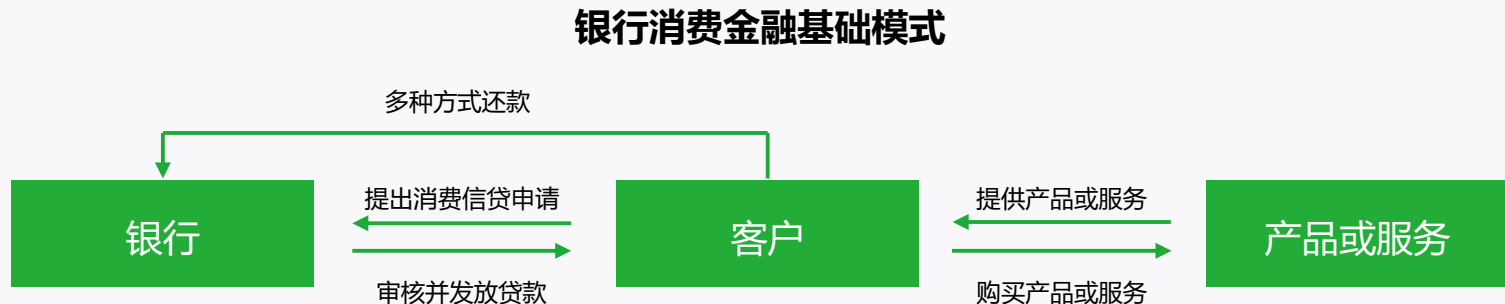 银行消费金融基础模式
多种方式还款
银行
提出消费信贷申请
审核并发放贷款
客户
提供产品或服务
购买产品或服务
产品或服务